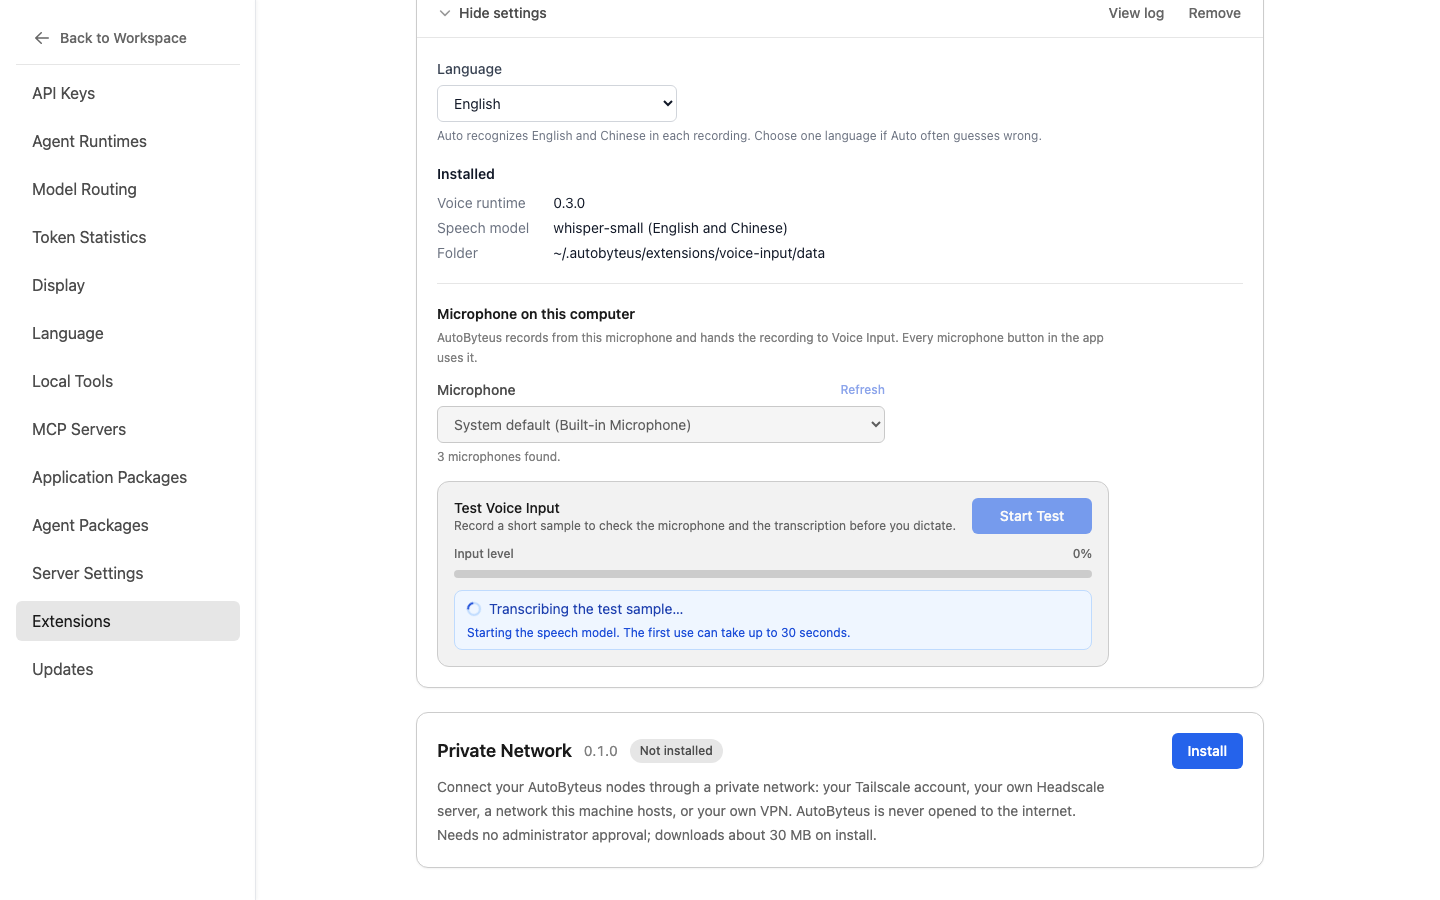 Back to Workspace
API Keys
Agent Runtimes
Model Routing
Token Statistics
Display
Language
Local Tools
MCP Servers
Application Packages
Agent Packages
Server Settings
Extensions
Updates
Hide settings
View log
Remove
Language
English
Auto recognizes English and Chinese in each recording. Choose one language if Auto often guesses wrong.
Installed
Voice runtime 0.3.0
Speech model whisper-small (English and Chinese)
Folder ~/.autobyteus/extensions/voice-input/data
Microphone on this computer
AutoByteus records from this microphone and hands the recording to Voice Input. Every microphone button in the app
uses it.
Microphone Refresh
System default (Built-in Microphone)
3 microphones found.
Test Voice Input
Record a short sample to check the microphone and the transcription before you dictate.
Start Test
Input level 0%
Transcribing the test sample...
Starting the speech model. The first use can take up to 30 seconds.
Private Network 0.1.0 Not installed
Install
Connect your AutoByteus nodes through a private network: your Tailscale account, your own Headscale
server, a network this machine hosts, or your own VPN. AutoByteus is never opened to the internet.
Needs no administrator approval; downloads about 30 MB on install.